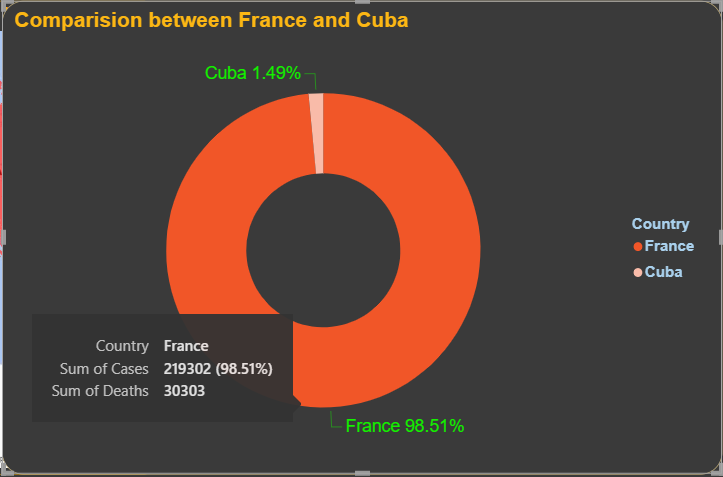 Comparision between France and Cuba
Cuba 1.49%
Country
France
Cuba
Country France
Sum of Cases 219302 (98.51%)
Sum of Deaths 30303
France 98.51%